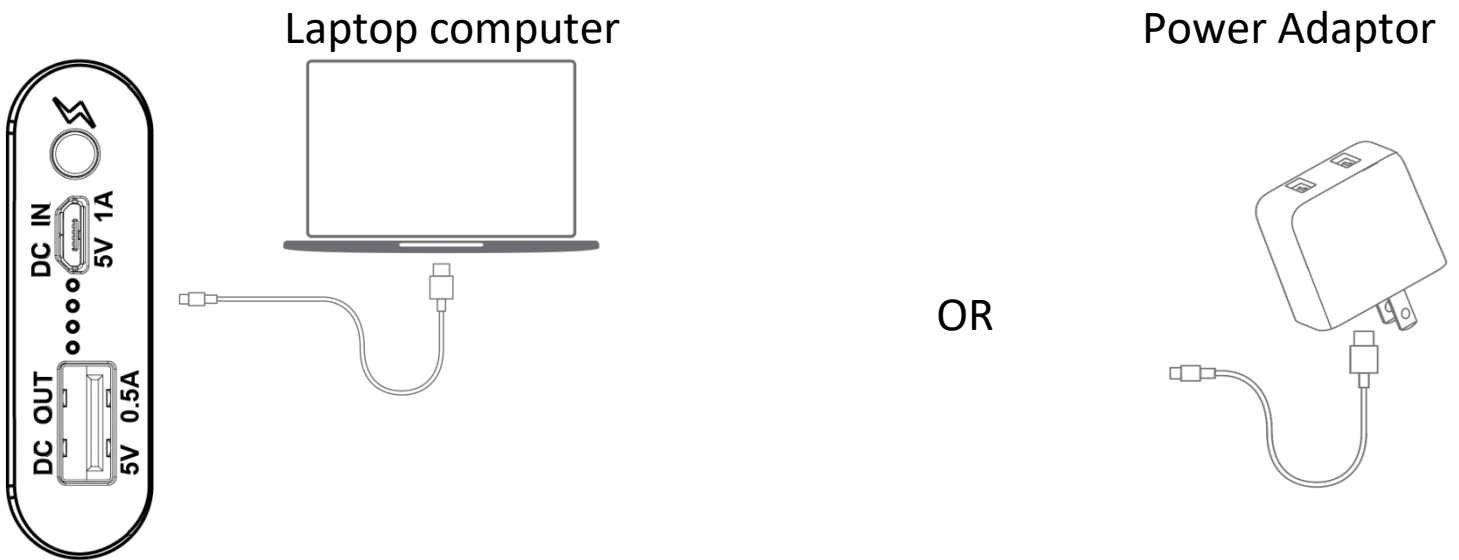 Laptop computer
Power Adaptor
DC IN
5V 1A
OR
DC OUT
5V 0.5A